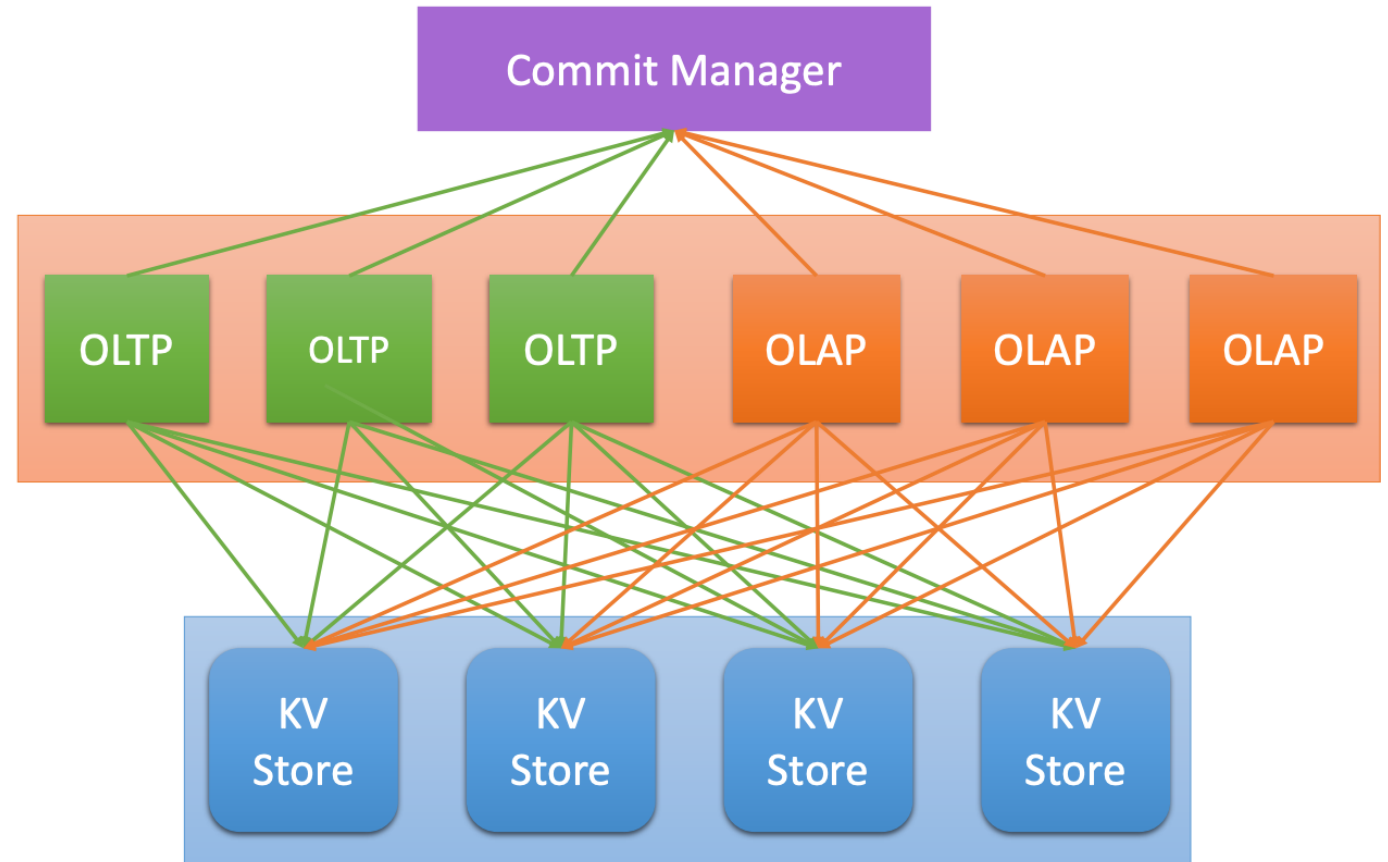 Commit Manager
OLTP
OLTP
OLTP
OLAP
OLAP
OLAP
KV
Store
KV
Store
KV
Store
KV
Store